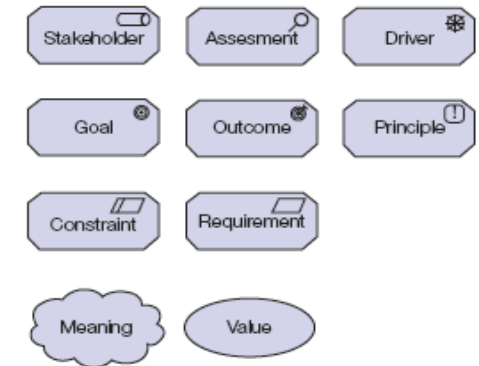 Stakeholder
Assesment
Driver
Goal
Outcome
Principle
Constraint
Requirement
Meaning
Value